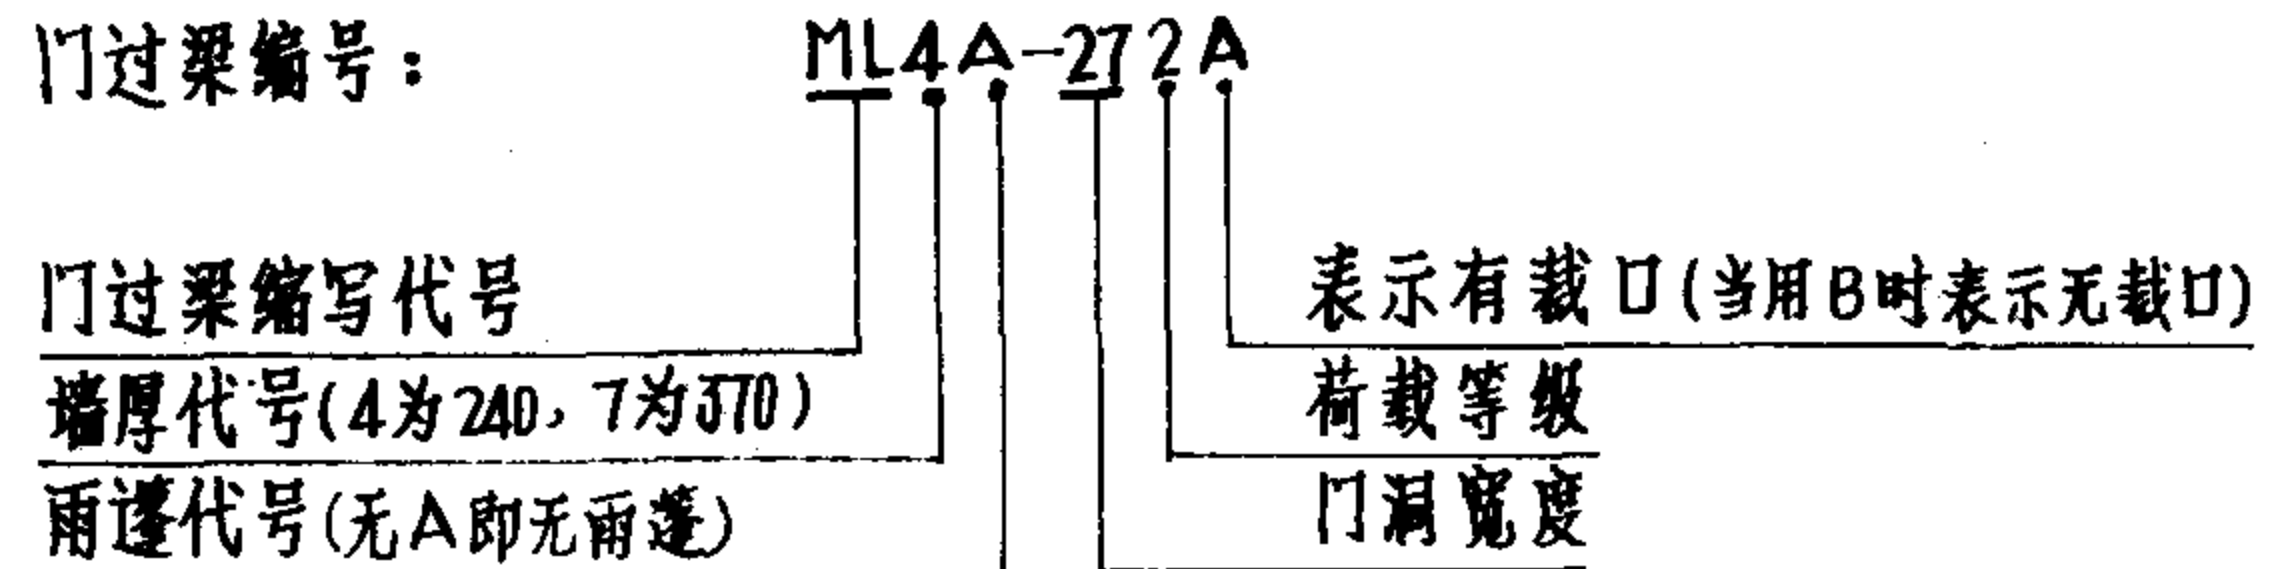 门过梁编号: ML4A-272A
门过梁缩写代号
墙厚代号(4为240,7为370)
雨蓬代号(无A即无雨蓬)
表示有裁口(当用B时表示无裁口)
荷载等级
门洞宽度